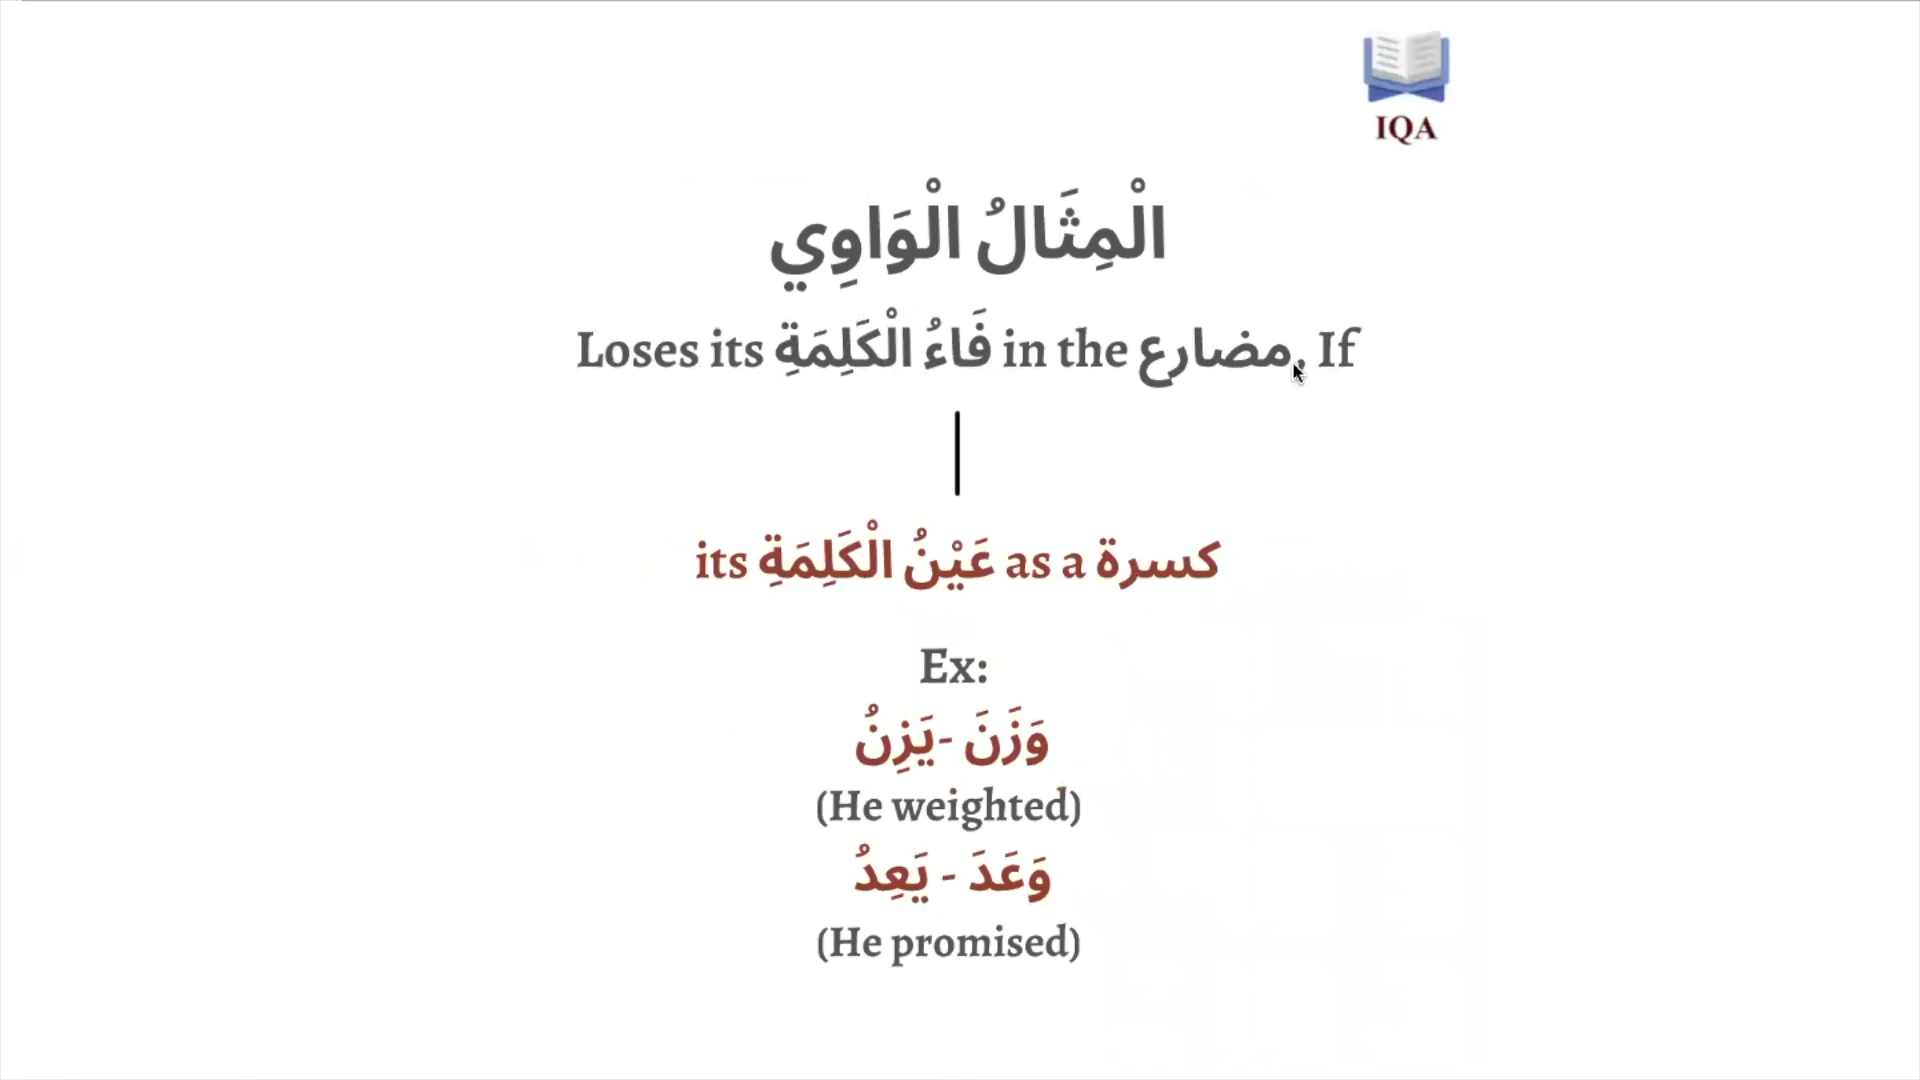 IQA
الْمِثَالُ الْوَاوِي
Loses its فَاءُ الْكَلِمَةِ in the مضارع, If
its عَيْنُ الْكَلِمَةِ as a كسرة
Ex:
وَزَنَ -يَزِنُ
(He weighted)
وَعَدَ - يَعِدُ
(He promised)